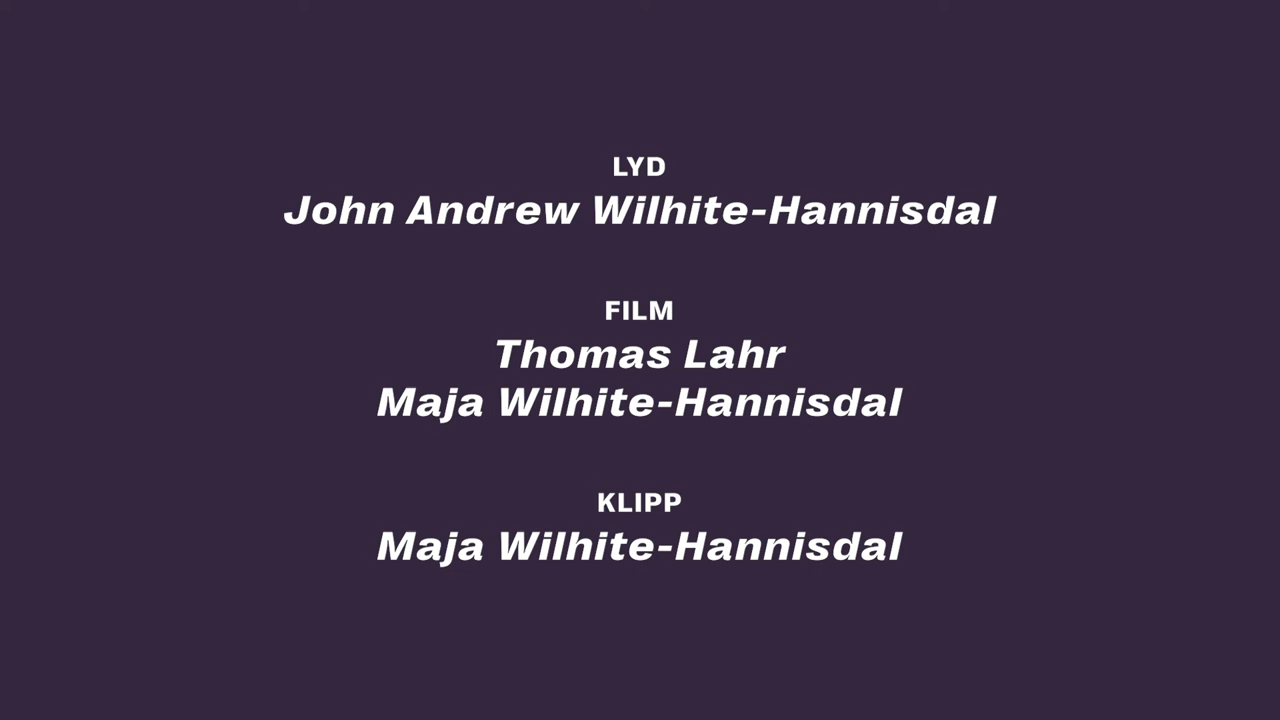 LYD
John Andrew Wilhite-Hannisdal
FILM
Thomas Lahr
Maja Wilhite-Hannisdal
KLIPP
Maja Wilhite-Hannisdal